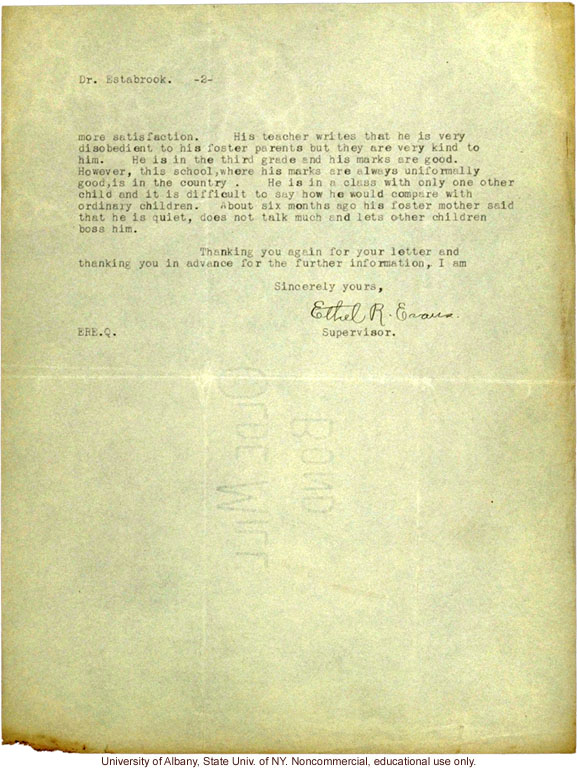 Dr. Estabrook. -2-
more satisfaction. His teacher writes that he is very
disobedient to his foster parents but they are very kind to
him. He is in the third grade and his marks are good.
However, this school,where his marks are always uniformally
good,is in the country . He is in a class with only one other
child and it is difficult to say how he would compare with
ordinary children. About six months ago his foster mother said
that he is quiet, does not talk much and lets other children
boss him.
Thanking you again for your letter and
thanking you in advance for the further information, I am
Sincerely yours,
Ethel R. Evans.
ERE.Q. Supervisor.
BOND
OLDE WILL
University of Albany, State Univ. of NY. Noncommercial, educational use only.